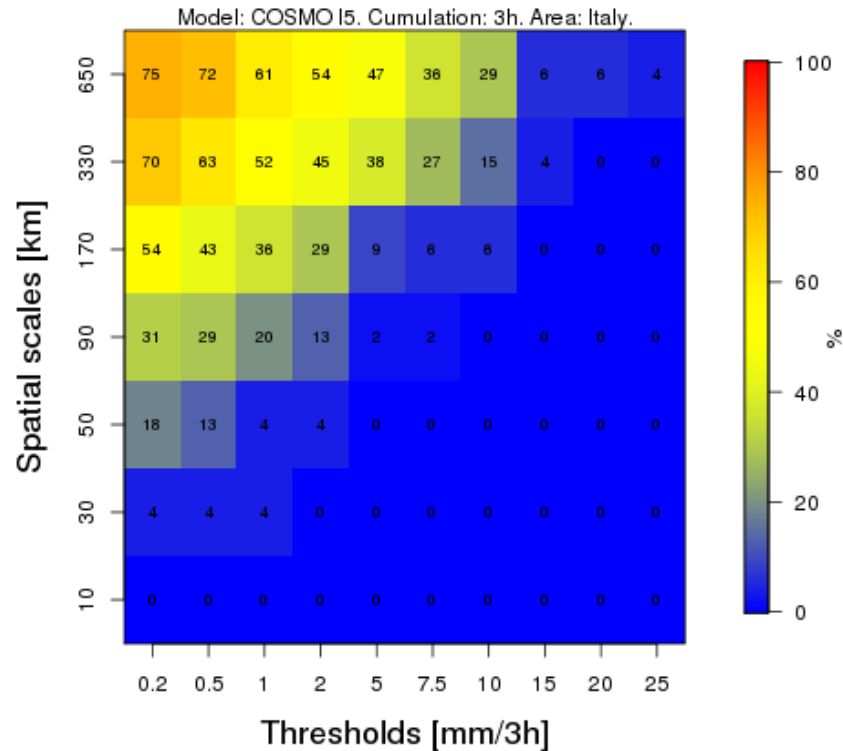 Model: COSMO I5. Cumulation: 3h. Area: Italy.
650 75 72 61 54 47 36 29 6 6 4
330 70 63 52 45 38 27 15 4 0 0
170 54 43 36 29 9 6 6 0 0 0
90 31 29 20 13 2 2 0 0 0 0
50 18 13 4 4 0 0 0 0 0 0
30 4 4 4 0 0 0 0 0 0 0
10 0 0 0 0 0 0 0 0 0 0
0.2 0.5 1 2 5 7.5 10 15 20 25
Thresholds [mm/3h]
Spatial scales [km]
100
80
60
40
20
0
%